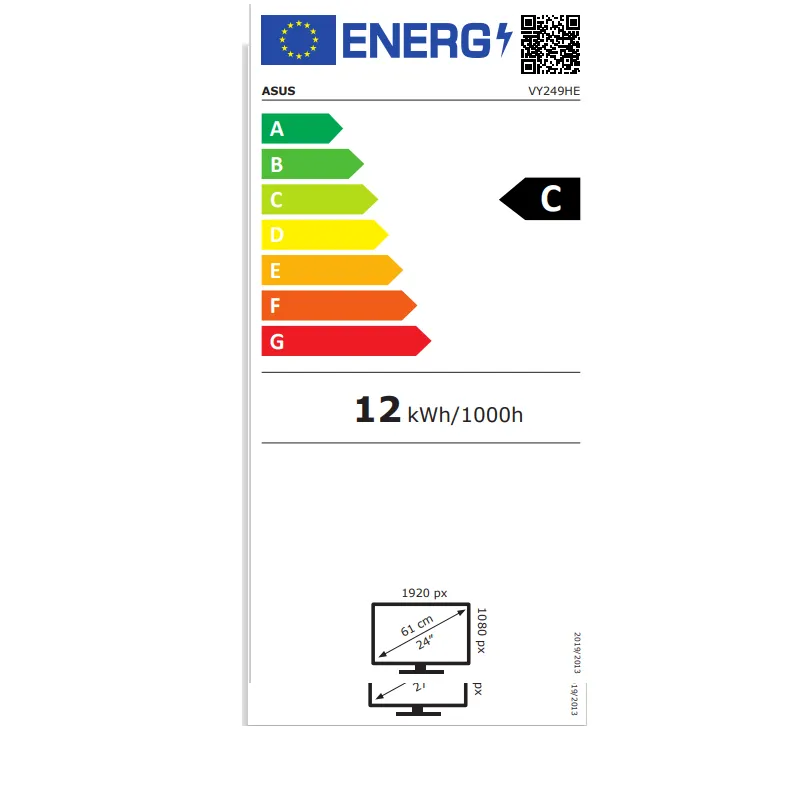 ENERG
ASUS VY249HE
A
B
C
C
D
E
F
G
12 kWh/1000h
1920 px
1080 px
61 cm
24"
2019/2013
px
19/2013